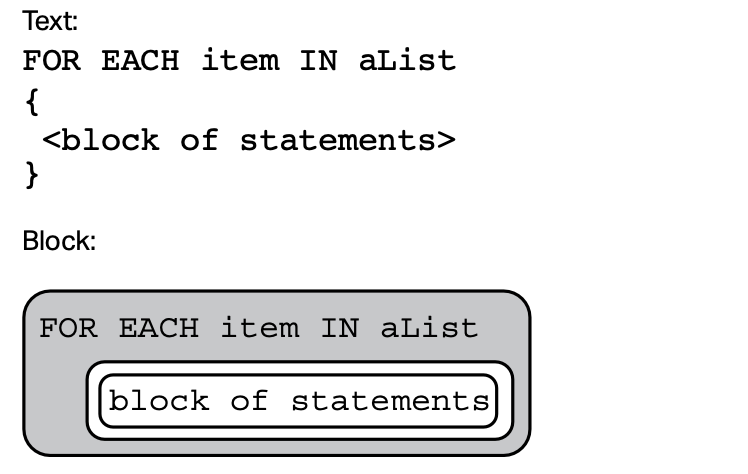 Text:
FOR EACH item IN aList
{
<block of statements>
}
Block:
FOR EACH item IN aList
block of statements